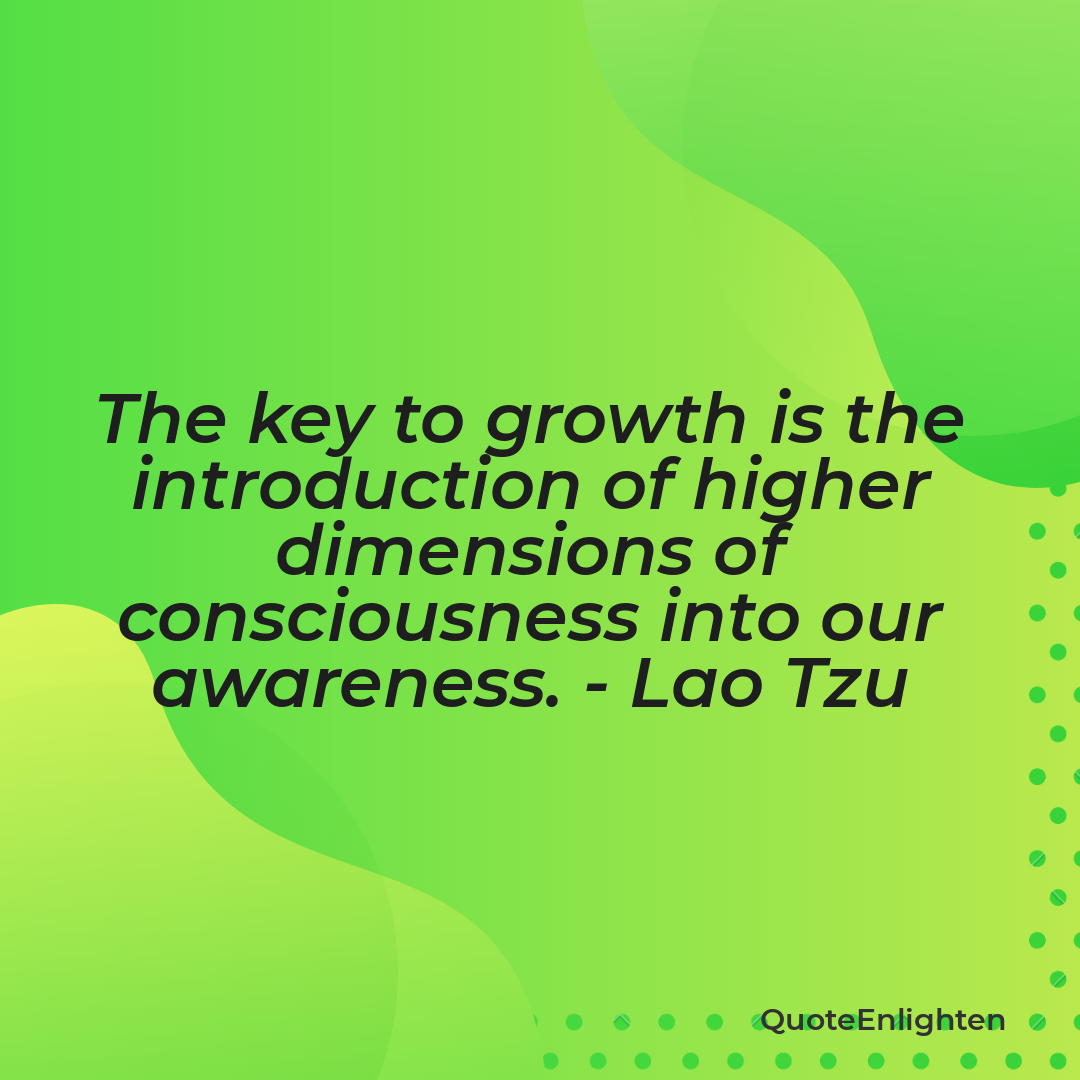 The key to growth is the
introduction of higher
dimensions of
consciousness into our
awareness. - Lao Tzu
QuoteEnlighten